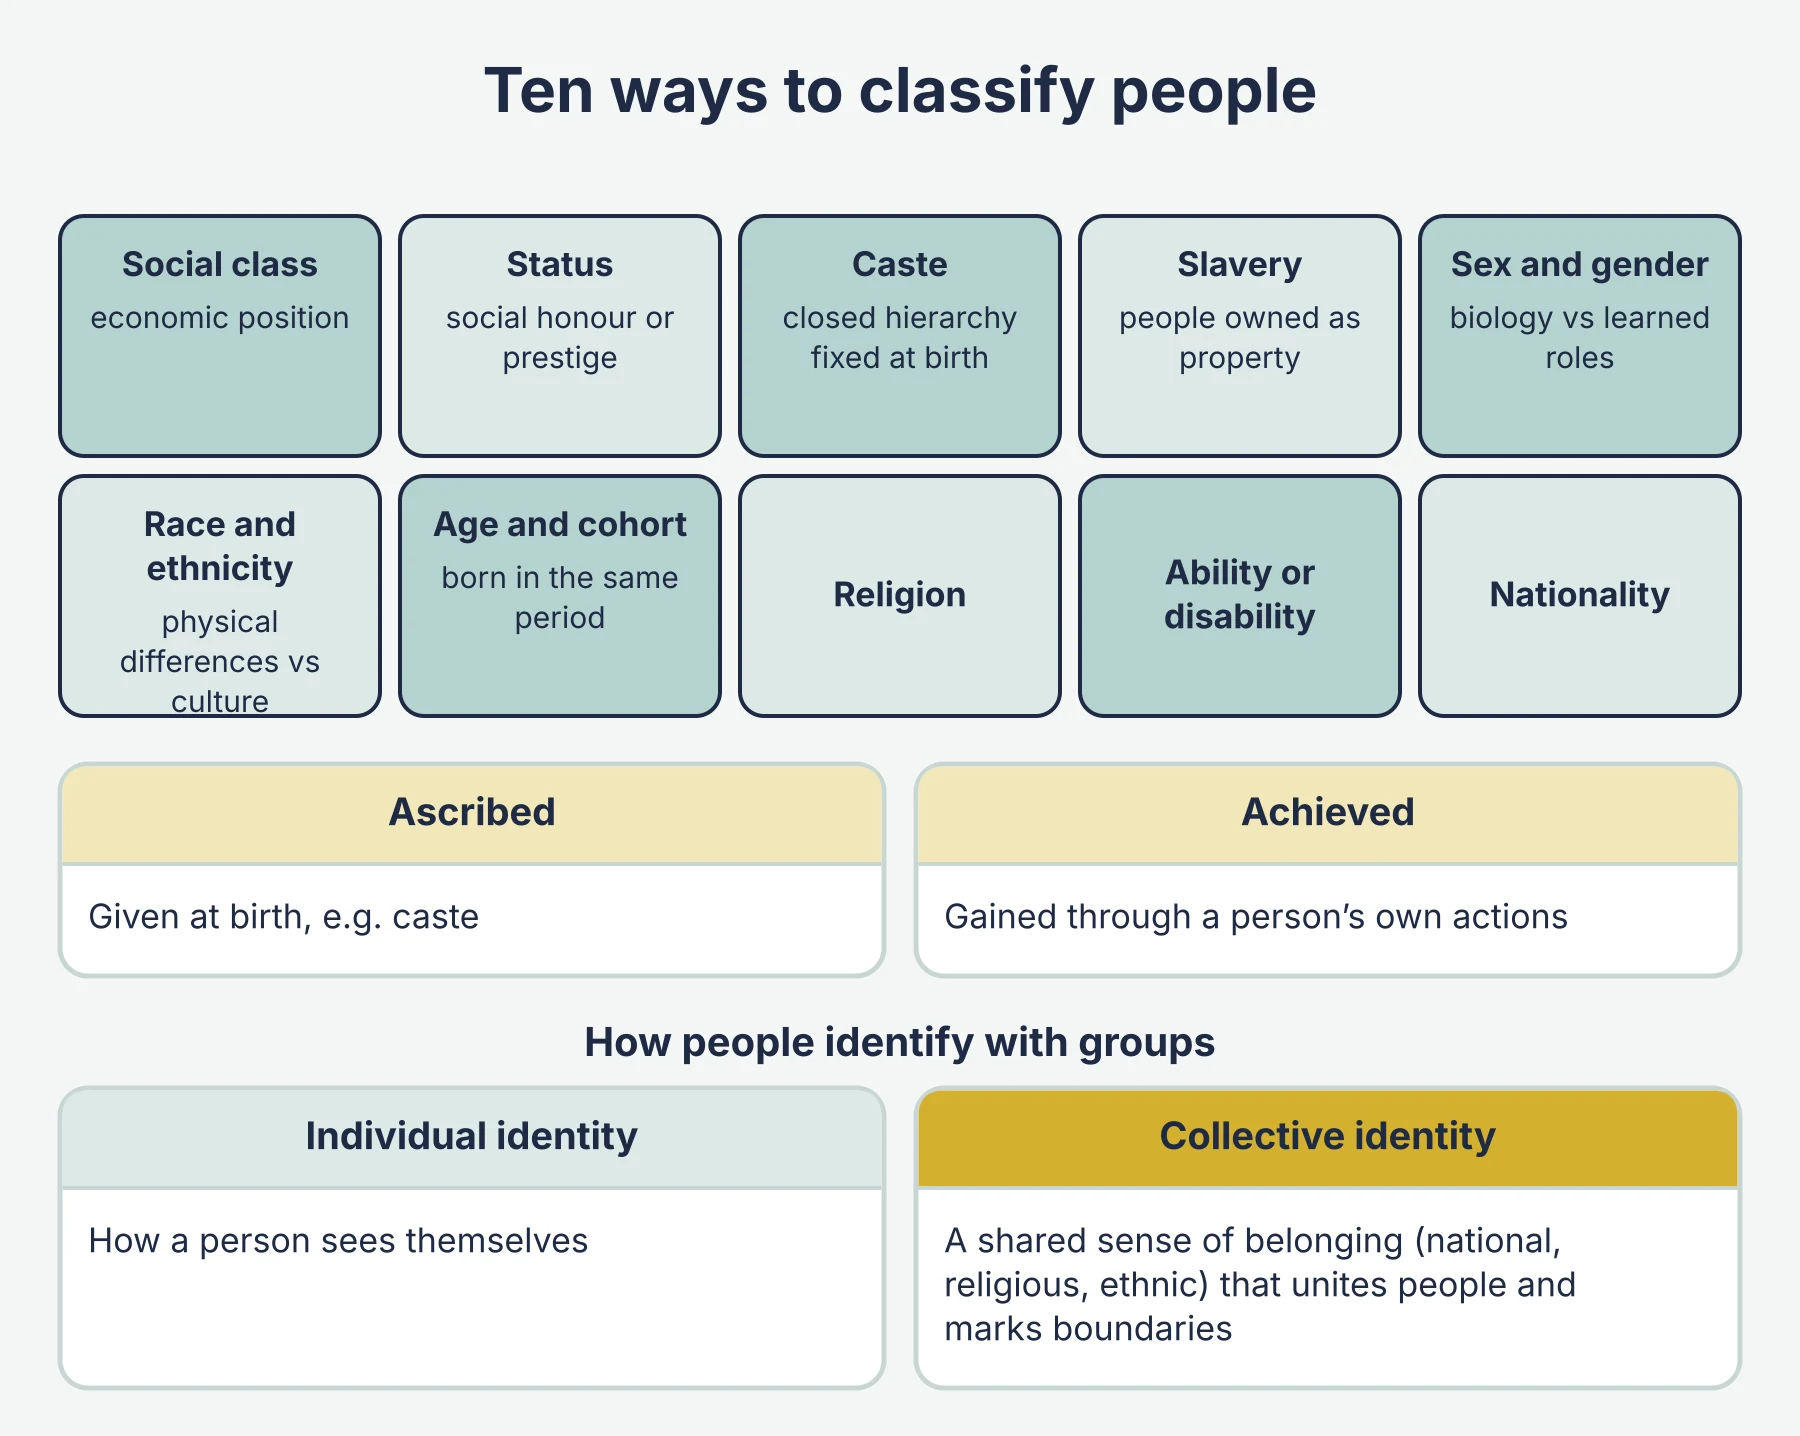 Ten ways to classify people
Social class
economic position
Status
social honour or
prestige
Caste
closed hierarchy
fixed at birth
Slavery
people owned as
property
Sex and gender
biology vs learned
roles
Race and
ethnicity
physical
differences vs
culture
Age and cohort
born in the same
period
Religion
Ability or
disability
Nationality
Ascribed
Given at birth, e.g. caste
Achieved
Gained through a person’s own actions
How people identify with groups
Individual identity
How a person sees themselves
Collective identity
A shared sense of belonging (national,
religious, ethnic) that unites people and
marks boundaries